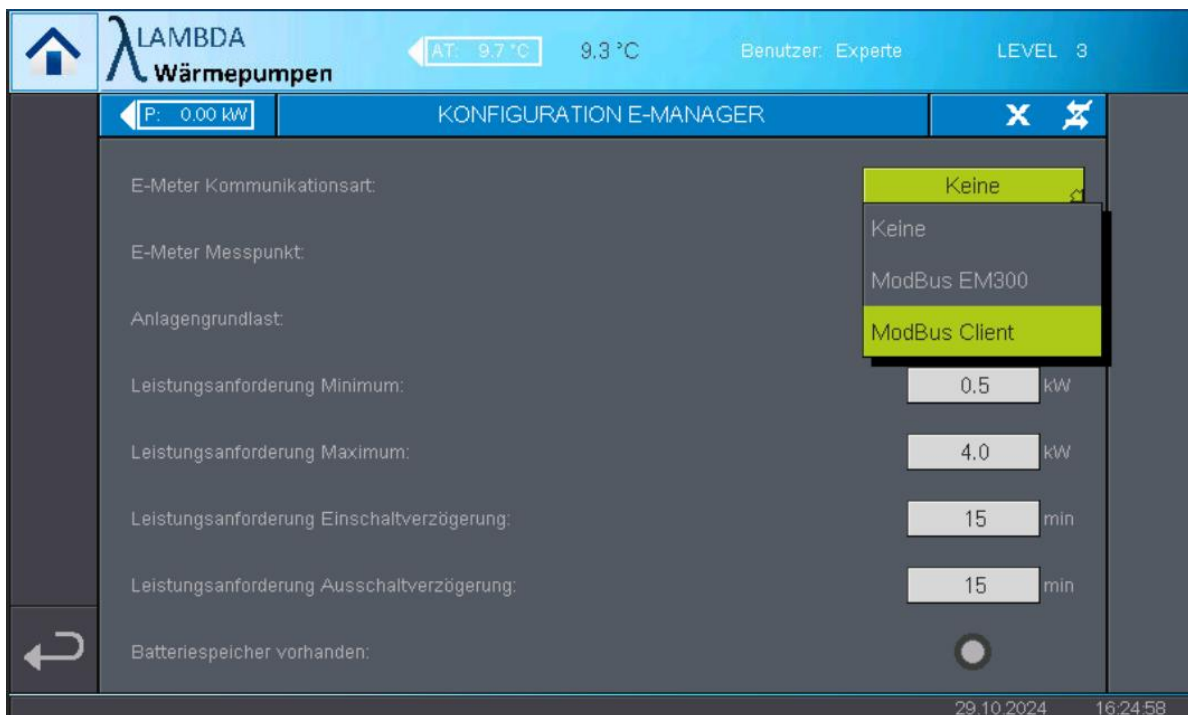 LAMBDA
Wärmepumpen
AT: 9.7 °C
9.3 °C
Benutzer: Experte
LEVEL 3
P: 0.00 kW
KONFIGURATION E-MANAGER
E-Meter Kommunikationsart:
Keine
Keine
E-Meter Messpunkt:
ModBus EM300
Anlagengrundlast:
ModBus Client
Leistungsanforderung Minimum:
0.5 kW
Leistungsanforderung Maximum:
4.0 kW
Leistungsanforderung Einschaltverzögerung:
15 min
Leistungsanforderung Ausschaltverzögerung:
15 min
Batteriespeicher vorhanden:
29.10.2024 16:24:58